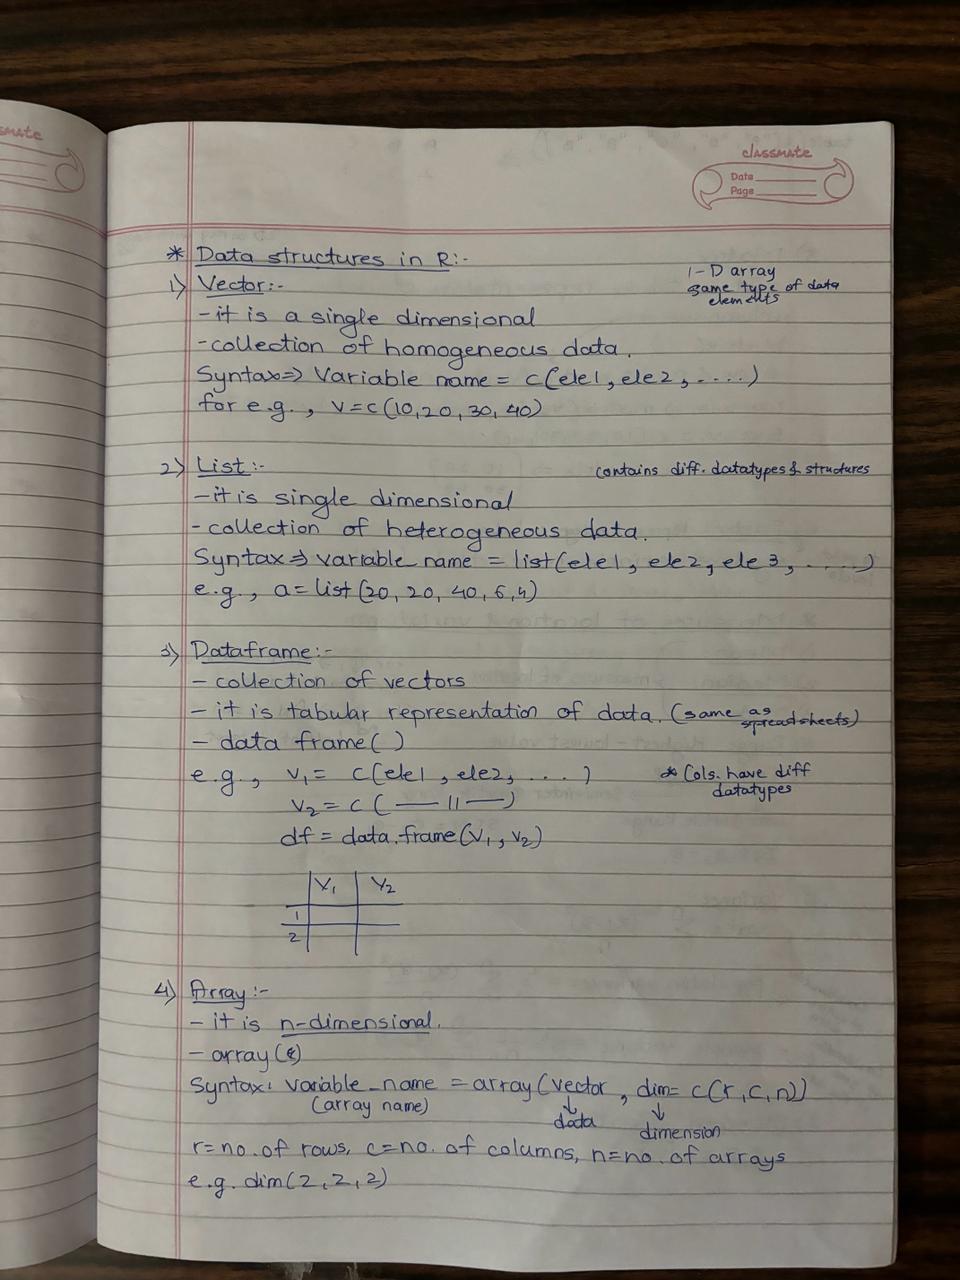 classmate
Date
Page
* Data structures in R:-
1-D array
same type of data
elements
1) Vector:-
-it is a single dimensional
-collection of homogeneous data.
Syntax⇒ Variable name = c(ele1, ele2, .....)
for e.g., v=c(10,20,30,40)
2) List:-
contains diff. datatypes & structures
-it is single dimensional
- collection of heterogeneous data.
Syntax⇒ variable name = list(ele1, ele2, ele3, .....)
e.g., a= list (20, 20, 40, 6, 4)
3) Dataframe:-
- collection of vectors
- it is tabular representation of data. (same as spreadsheets)
- data frame( )
e.g., V1= c(ele1, ele2, ....)
* Cols. have diff
datatypes
V2 = c ( — 11 — )
df = data.frame(V1, V2)
V1 V2
1
2
4) Array:-
- it is n-dimensional.
- array( )
Syntax: variable_name = array(vector, dim= c(r,c,n))
(array name)
data
dimension
r=no. of rows, c=no. of columns, n=no. of arrays
e.g. dim(2,2,2)